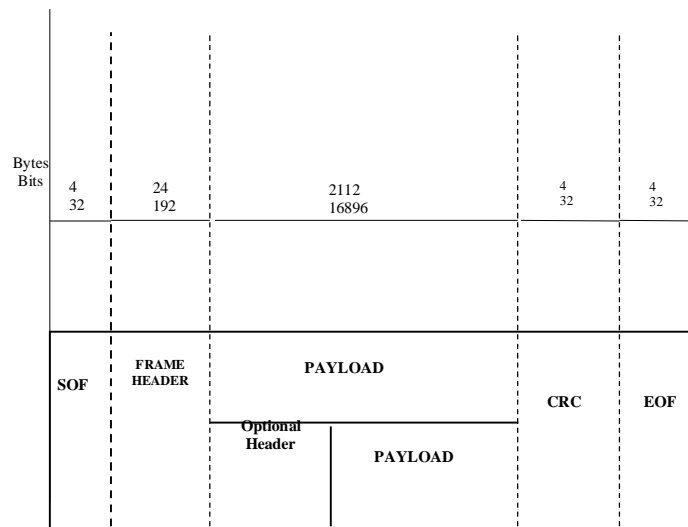 Bytes
Bits
4
32
24
192
2112
16896
4
32
4
32
SOF
FRAME
HEADER
PAYLOAD
CRC
EOF
Optional
Header
PAYLOAD